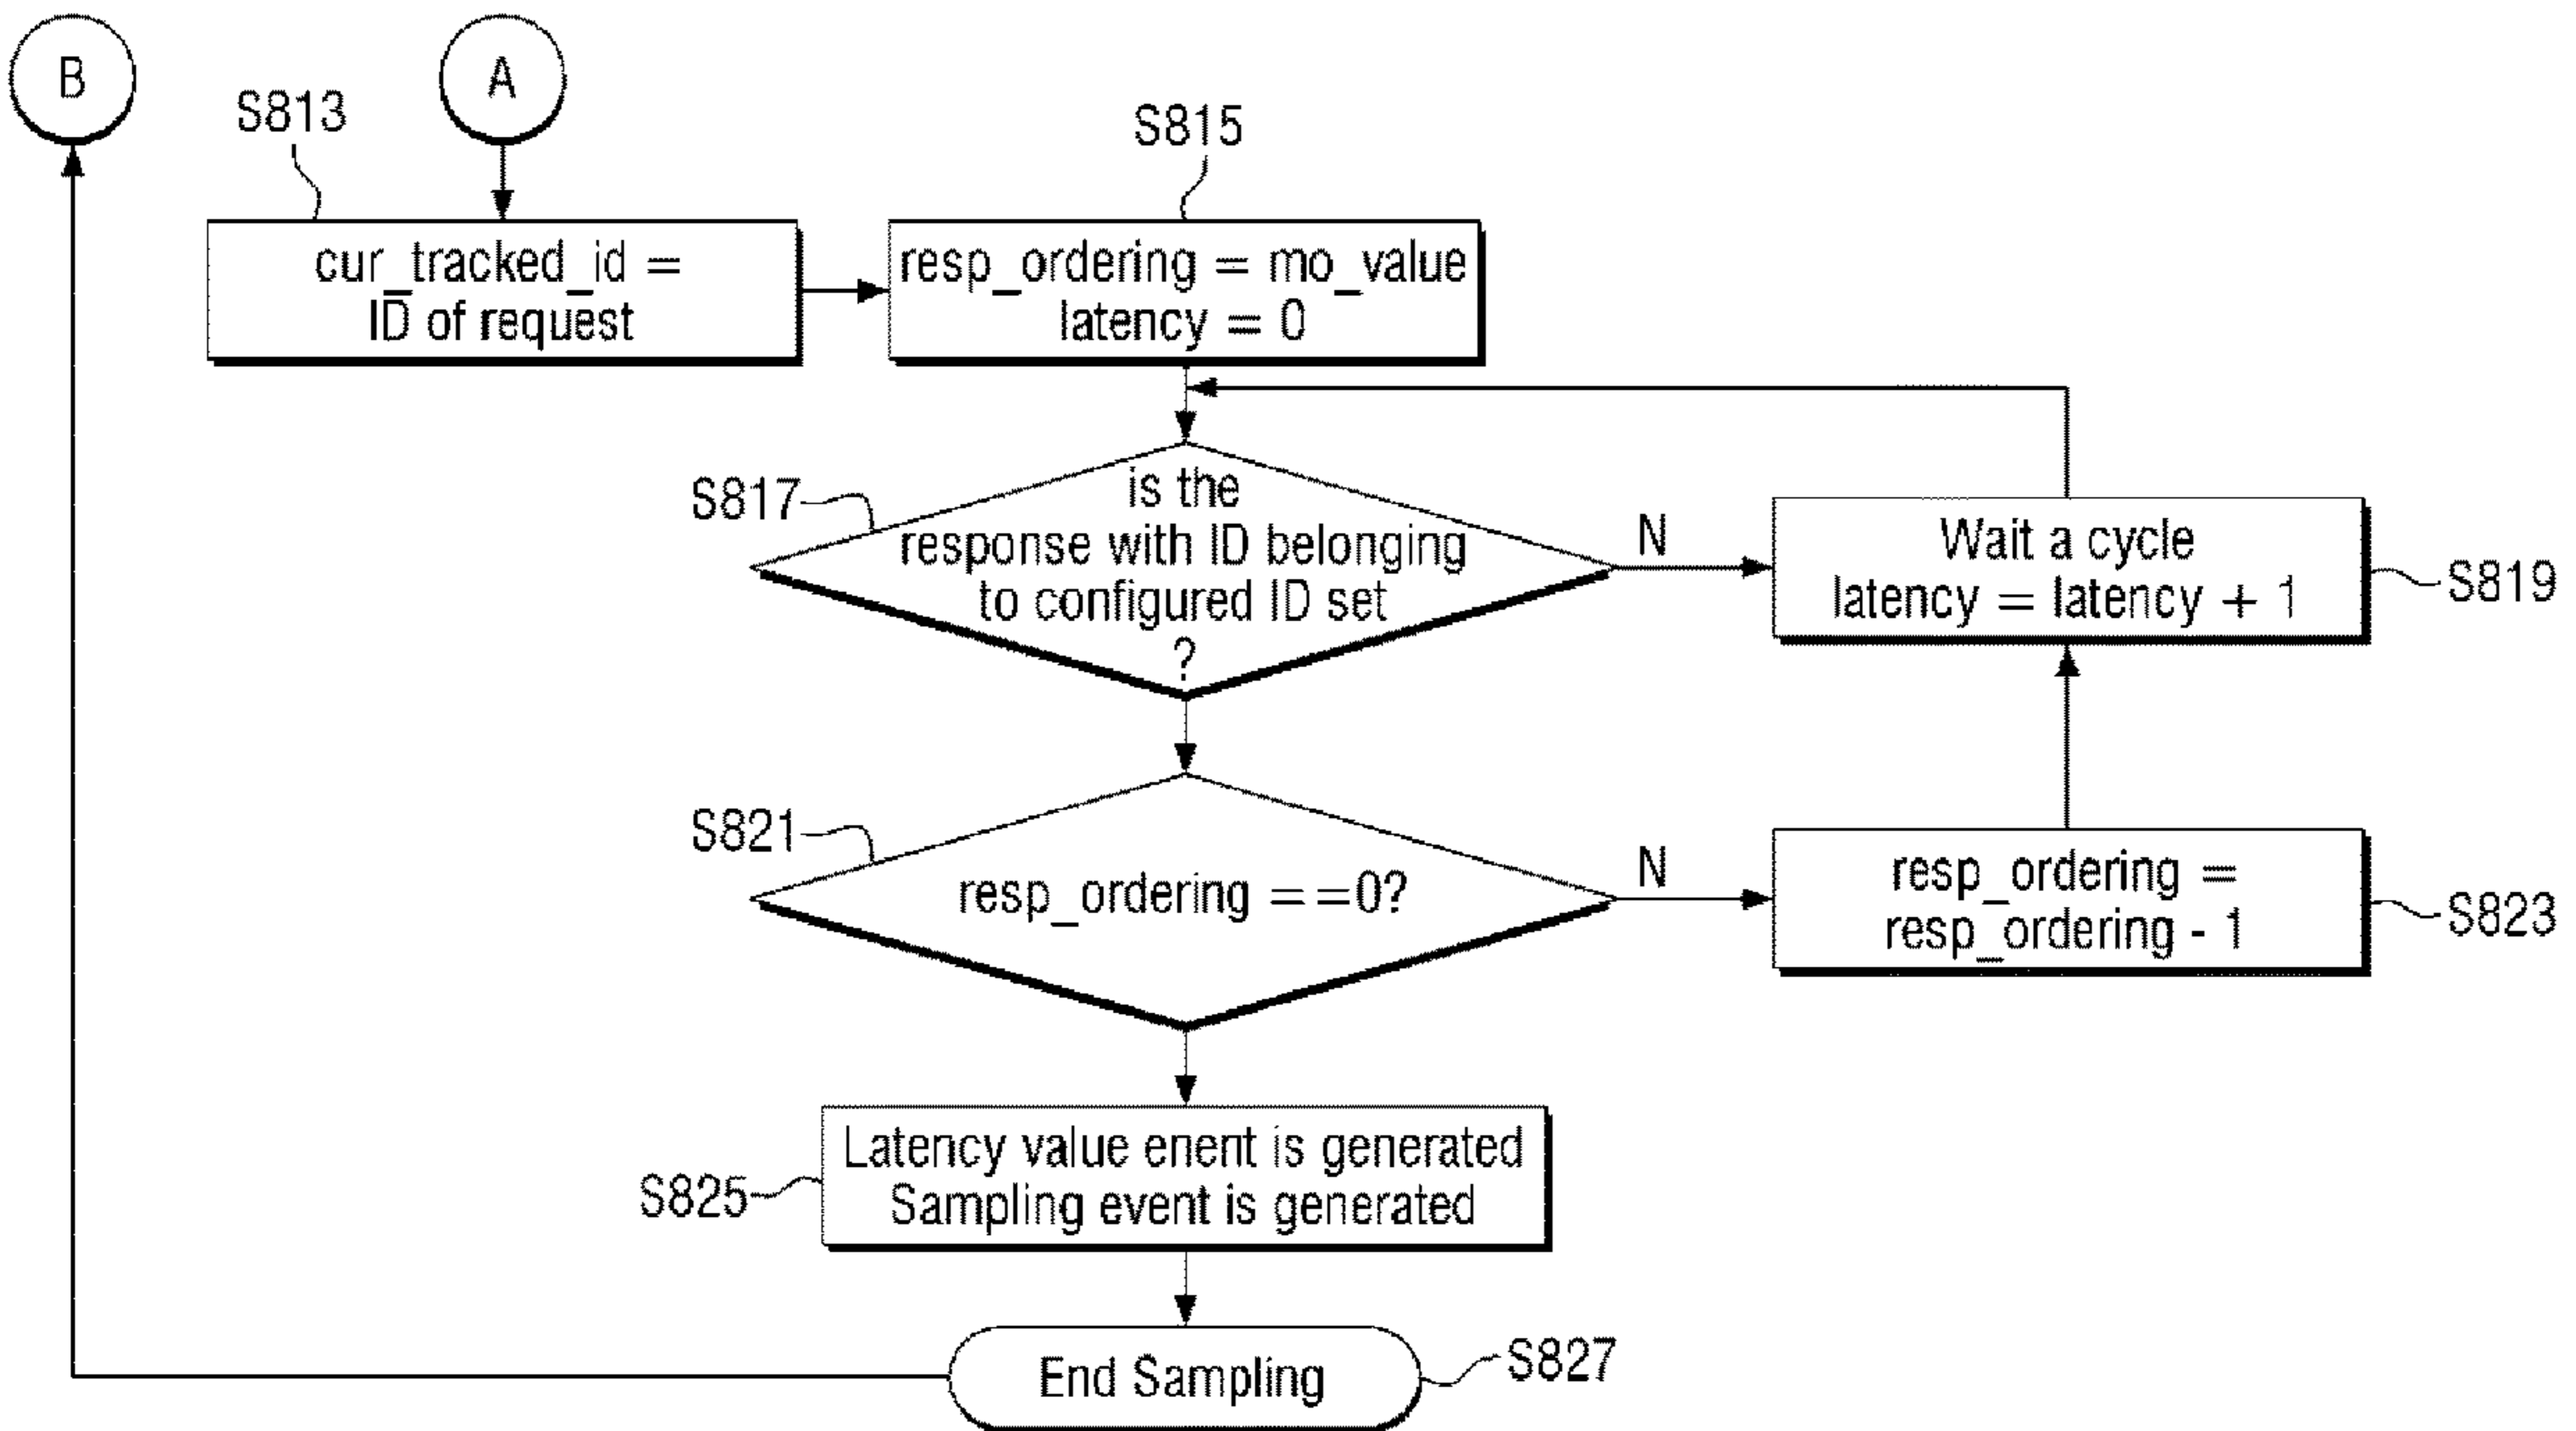 B
A
S813
S815
cur_tracked_id =
ID of request
resp_ordering = mo_value
latency = 0
S817
is the
response with ID belonging
to configured ID set
?
N
Wait a cycle
latency = latency + 1
S819
S821
resp_ordering ==0?
N
resp_ordering =
resp_ordering - 1
S823
S825
Latency value enent is generated
Sampling event is generated
End Sampling
S827